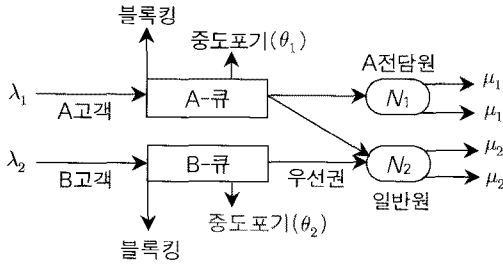 블록킹
중도포기(θ₁)
A전담원
λ₁
A고객
A-큐
N₁
μ₁
μ₁
λ₂
B고객
B-큐
우선권
N₂
μ₂
μ₂
일반원
중도포기(θ₂)
블록킹